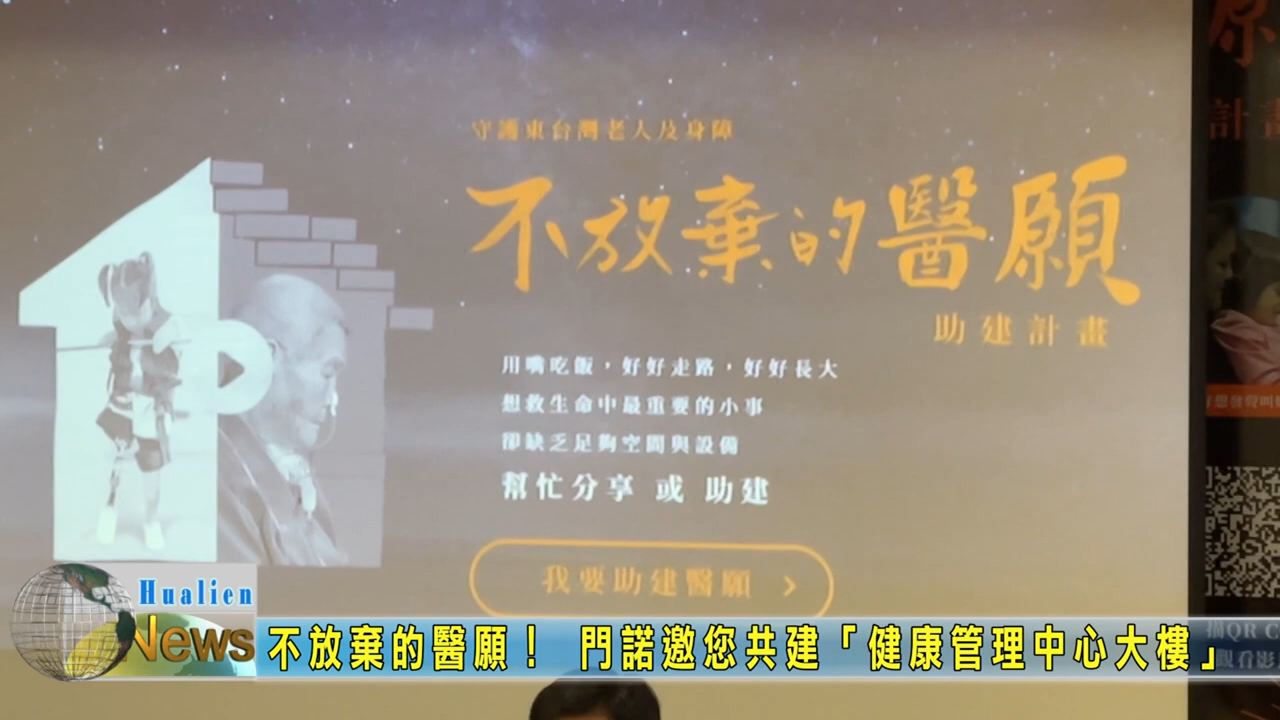 守護東台灣老人及身障
不放棄的醫願
助建計畫
用嘴吃飯，好好走路，好好長大
想救生命中最重要的小事
卻缺乏足夠空間與設備
幫忙分享 或 助建
我要助建醫願 >
原
計畫
Hualien
News
不放棄的醫願！ 門諾邀您共建「健康管理中心大樓」